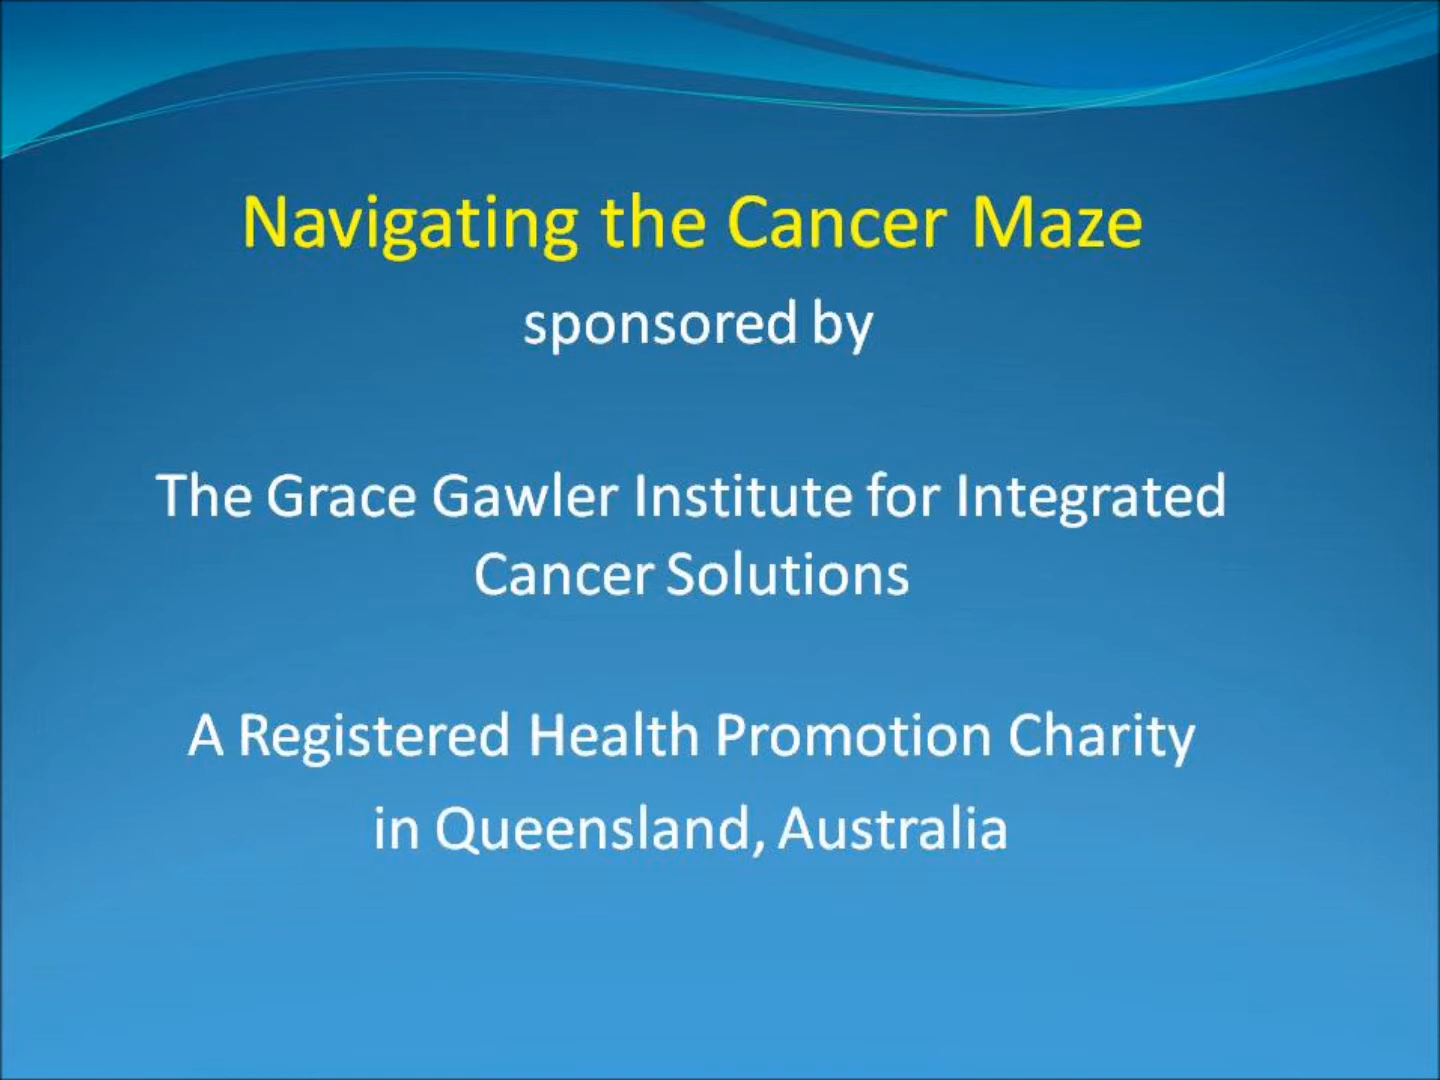 Navigating the Cancer Maze
sponsored by
The Grace Gawler Institute for Integrated
Cancer Solutions
A Registered Health Promotion Charity
in Queensland, Australia